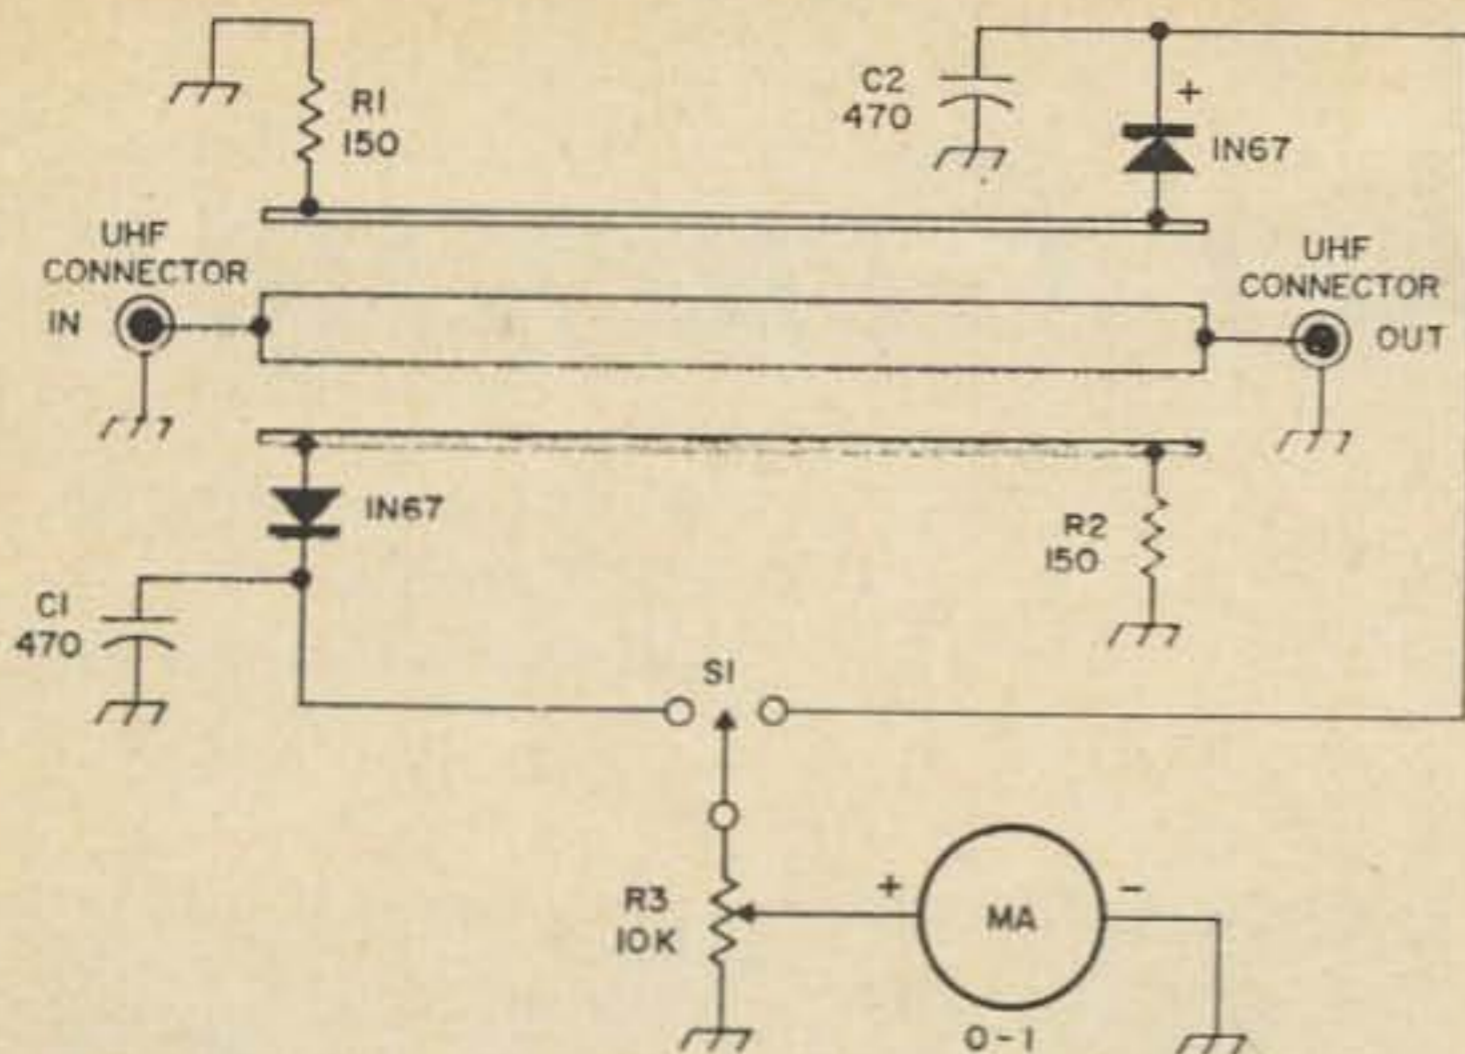 R1
150
C2
470
+
IN67
UHF
CONNECTOR
IN
UHF
CONNECTOR
OUT
IN67
R2
150
C1
470
S1
R3
10K
+
MA
-
0-1